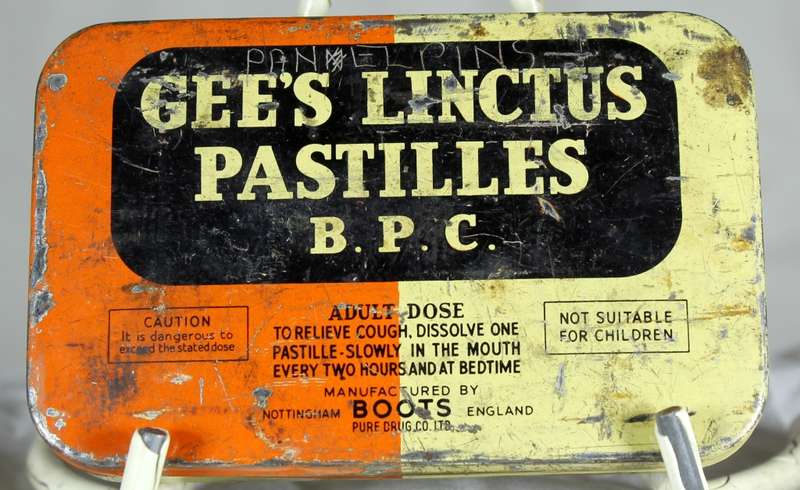 PANEL PINS
GEE'S LINCTUS
PASTILLES
B. P. C.
CAUTION
It is dangerous to
exceed the stated dose
ADULT DOSE
TO RELIEVE COUGH, DISSOLVE ONE
PASTILLE-SLOWLY IN THE MOUTH
EVERY TWO HOURS AND AT BEDTIME
NOT SUITABLE
FOR CHILDREN
MANUFACTURED BY
NOTTINGHAM BOOTS ENGLAND
PURE DRUG CO. LTD.